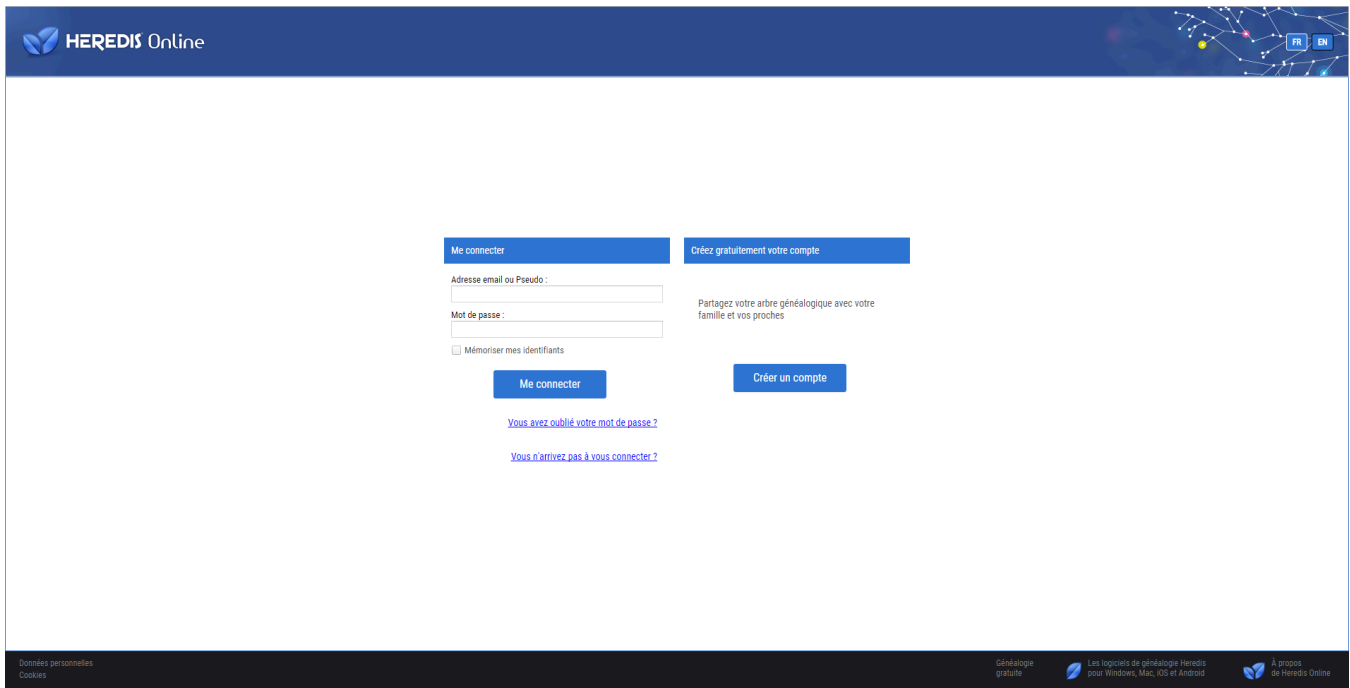 HEREDIS Online
FR EN
Me connecter
Adresse email ou Pseudo :
Mot de passe :
Mémoriser mes identifiants
Me connecter
Vous avez oublié votre mot de passe ?
Vous n'arrivez pas à vous connecter ?
Créez gratuitement votre compte
Partagez votre arbre généalogique avec votre
famille et vos proches
Créer un compte
Données personnelles
Cookies
Généalogie
gratuite
Les logiciels de généalogie Heredis
pour Windows, Mac, iOS et Android
À propos
de Heredis Online